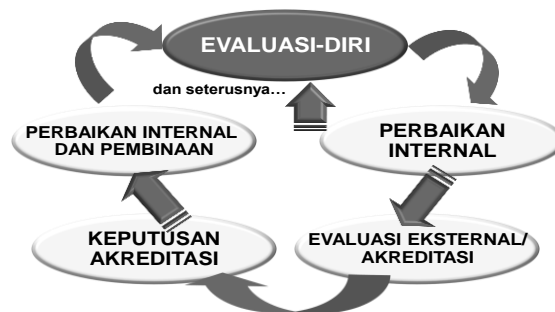 EVALUASI-DIRI
dan seterusnya…
PERBAIKAN INTERNAL
DAN PEMBINAAN
PERBAIKAN
INTERNAL
KEPUTUSAN
AKREDITASI
EVALUASI EKSTERNAL/
AKREDITASI